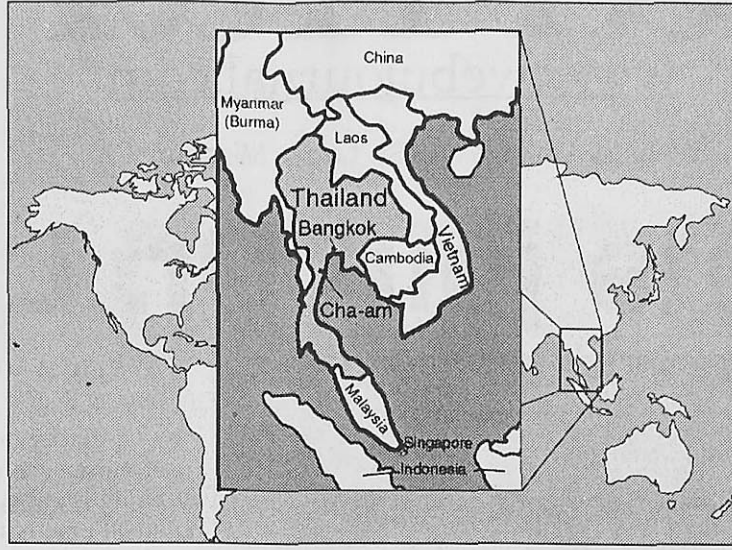 China
Myanmar
(Burma)
Laos
Thailand
Bangkok
Vietnam
Cambodia
Cha-am
Malaysia
Singapore
Indonesia